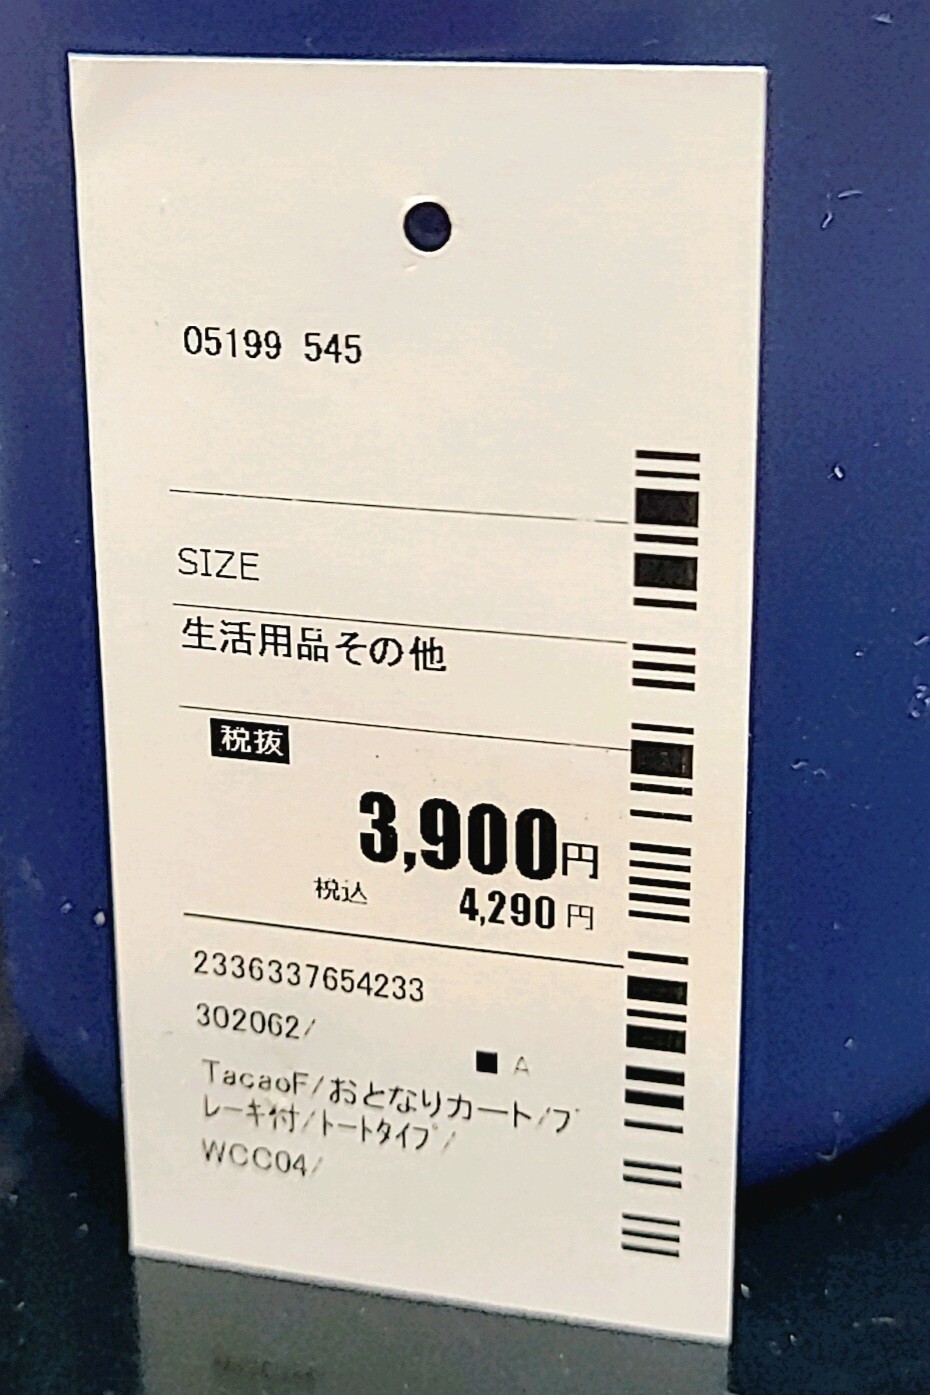 05199 545
SIZE
生活用品その他
税抜
3,900円
税込 4,290円
2336337654233
302062/
■ A
TacaoF/おとなりカート/ブ
レーキ付/トートタイプ/
WCC04/